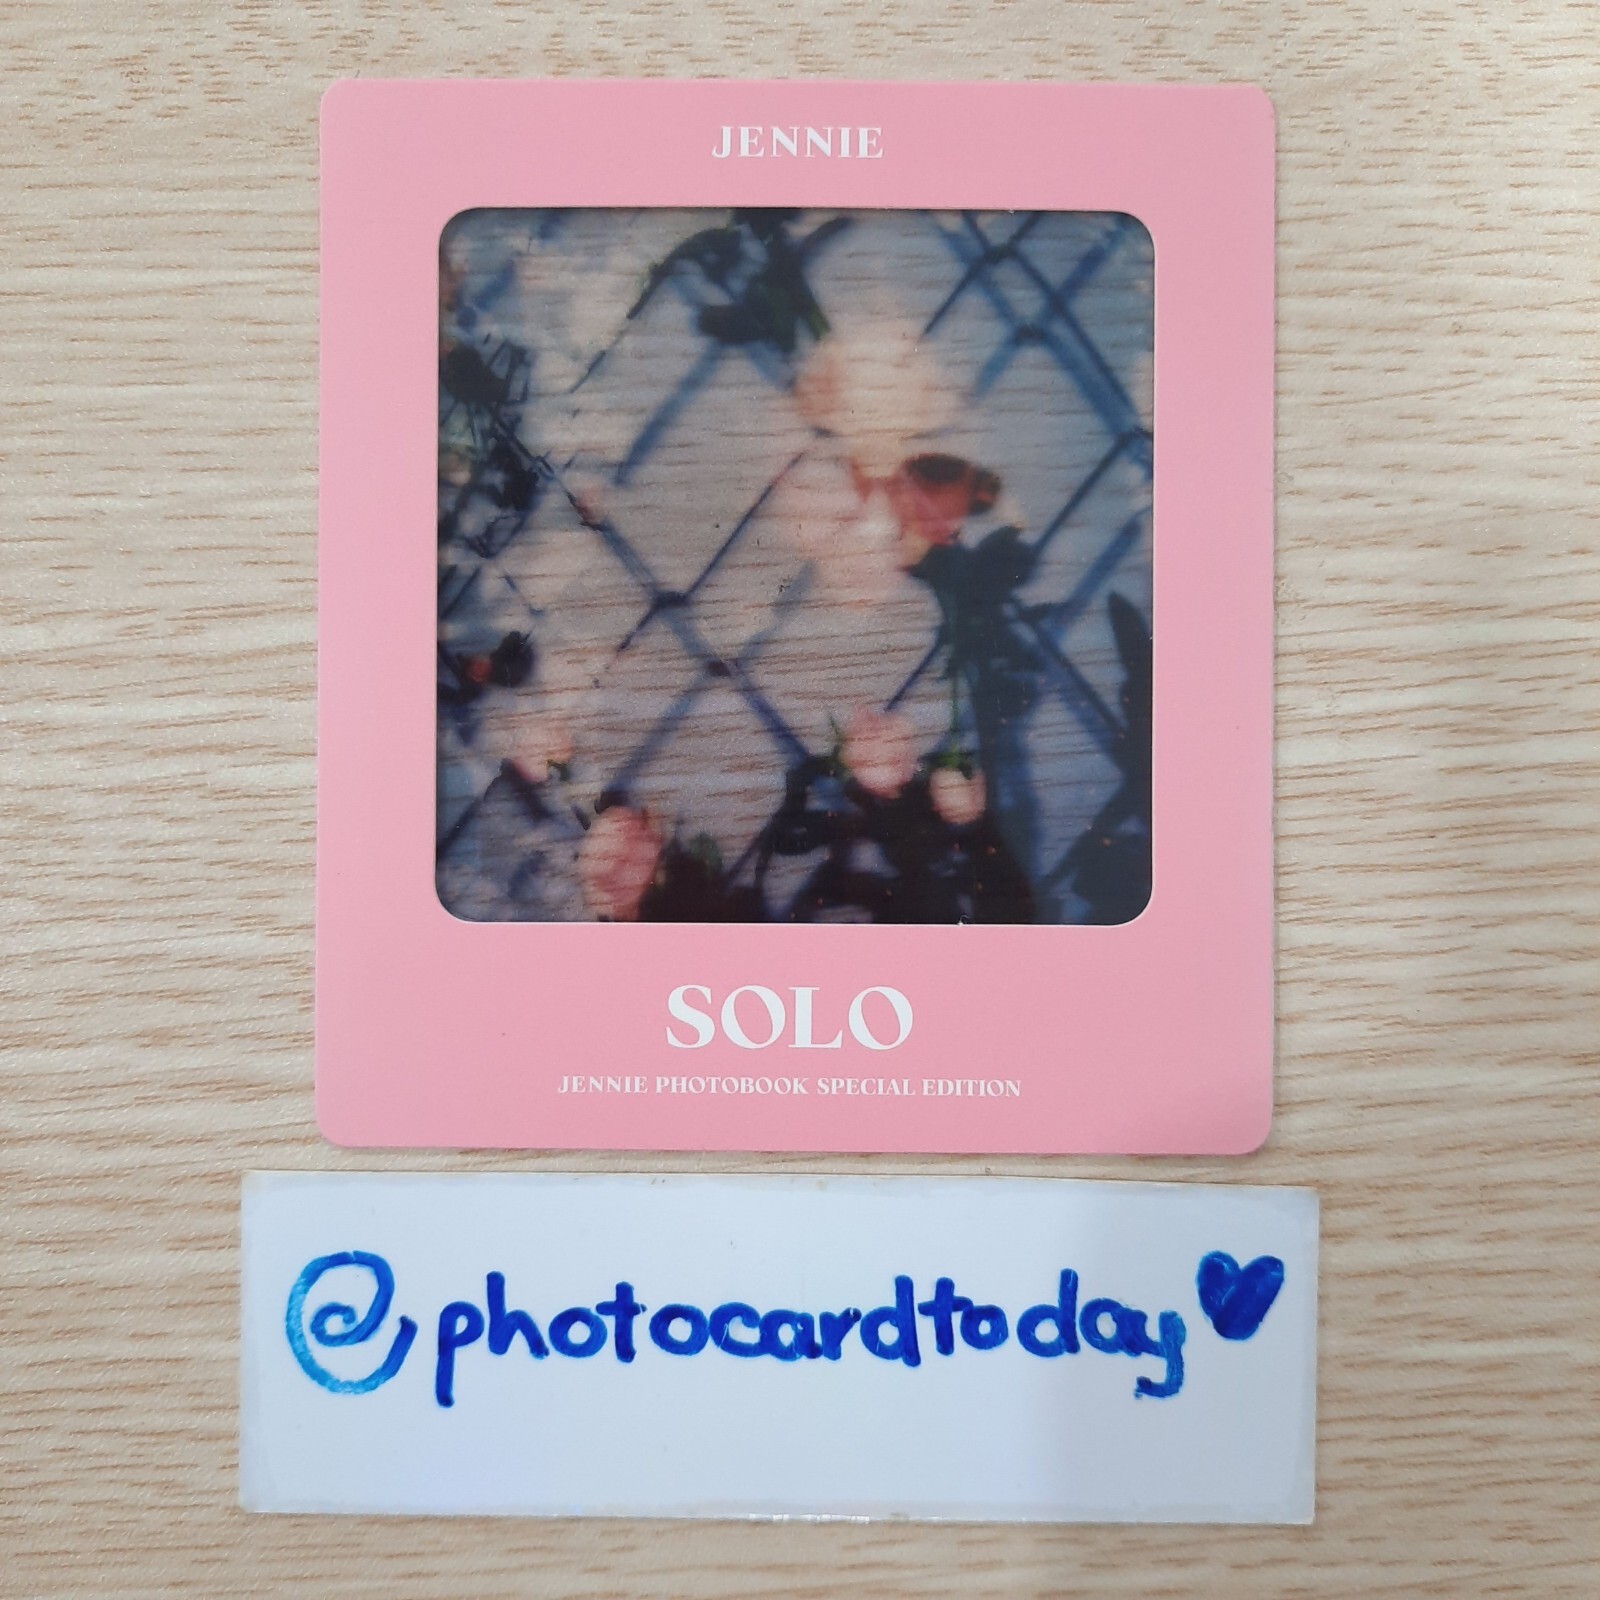 JENNIE
SOLO
JENNIE PHOTOBOOK SPECIAL EDITION
@photocardtoday